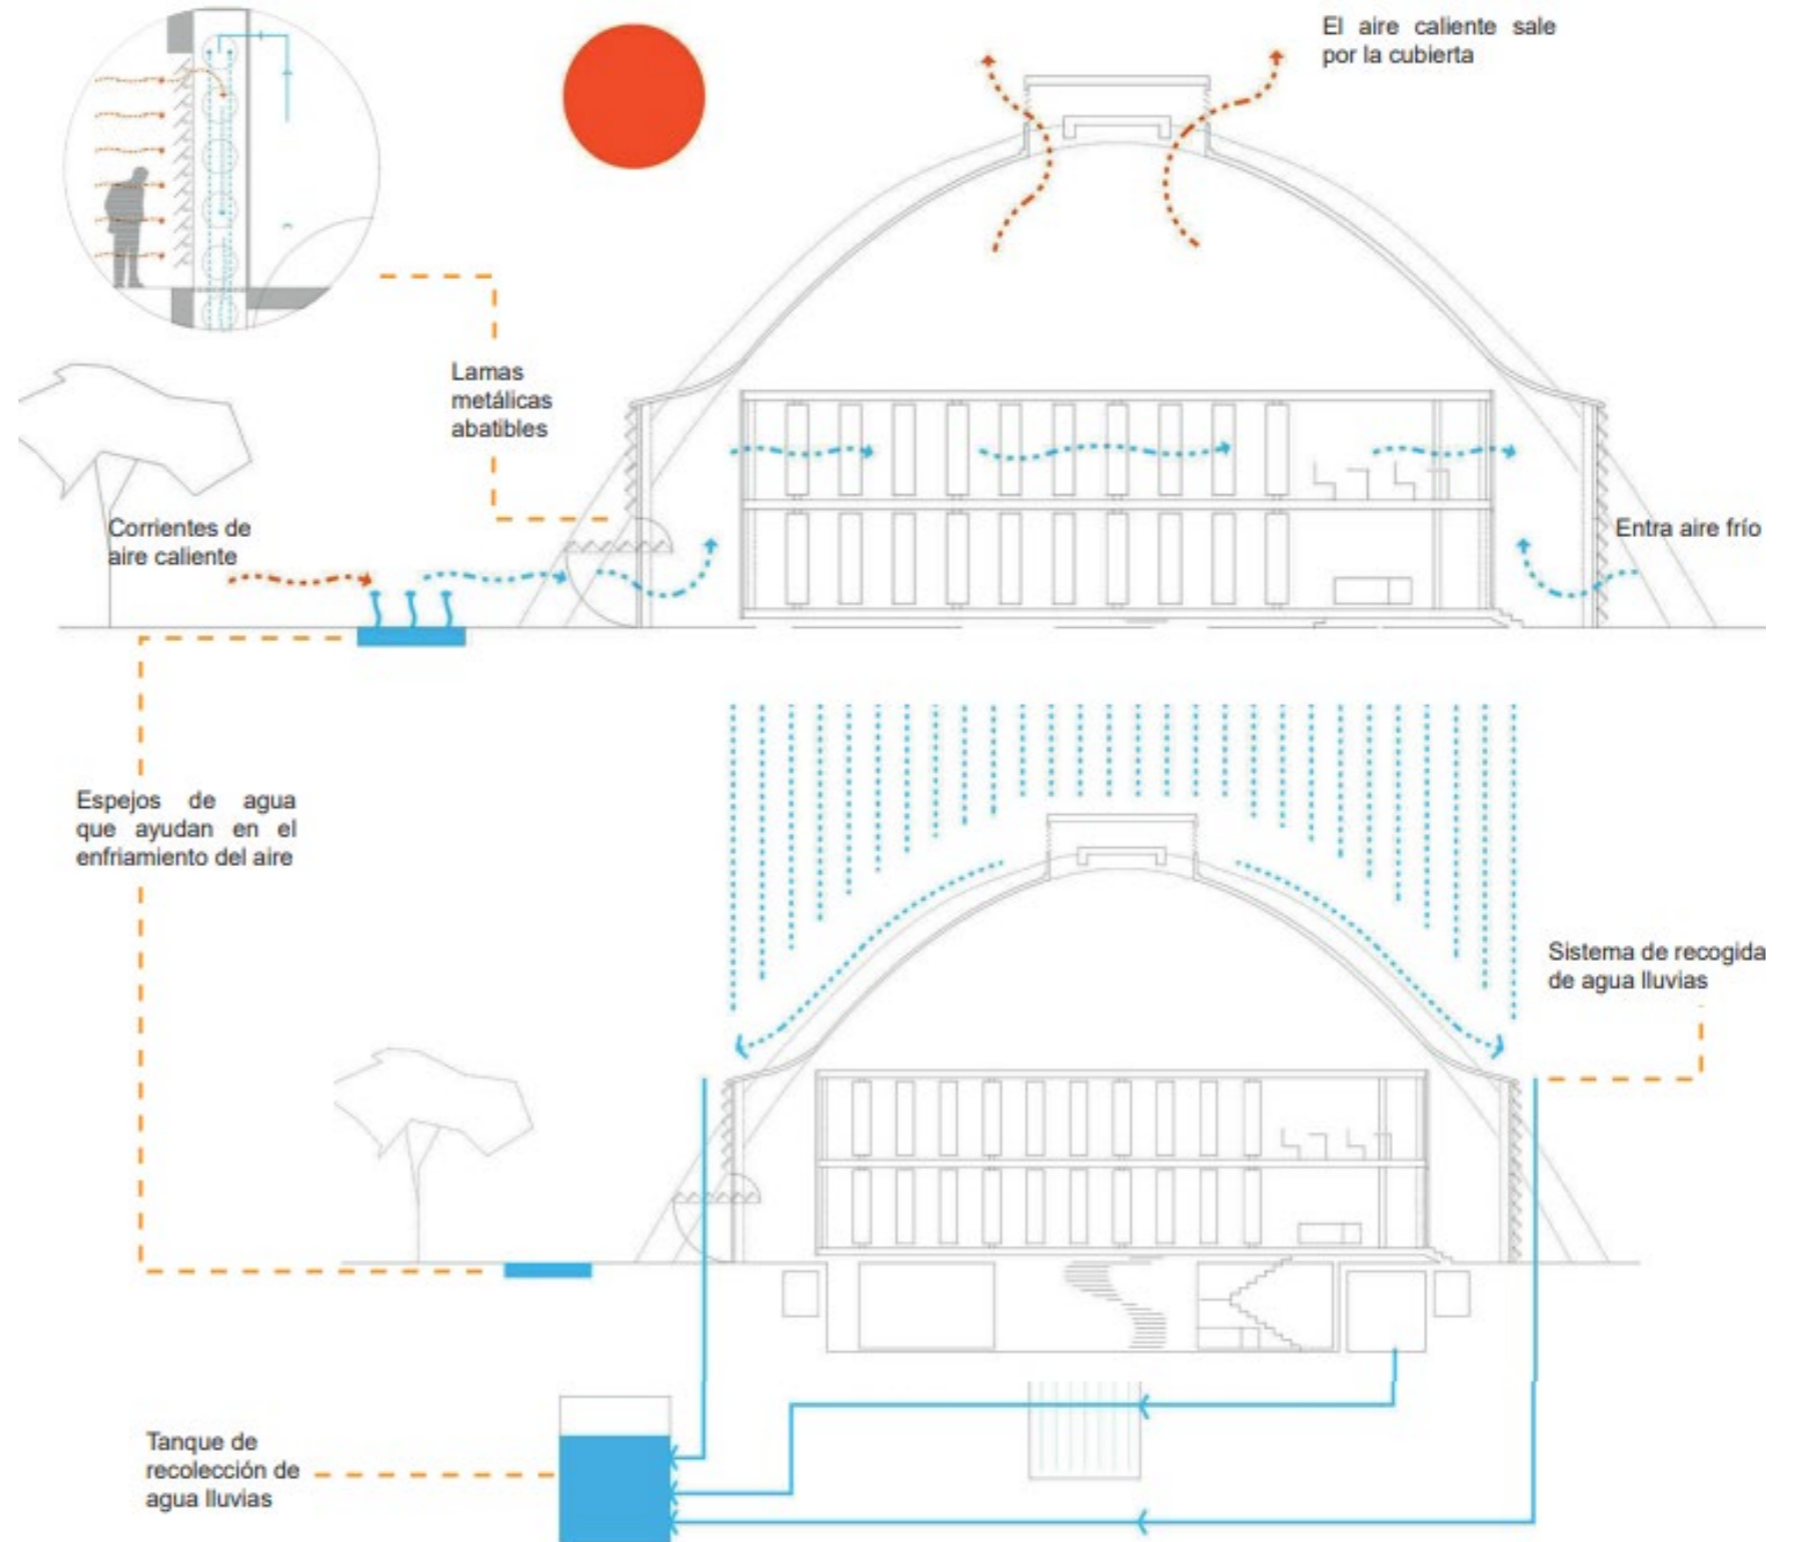 El aire caliente sale
por la cubierta
Lamas
metálicas
abatibles
Corrientes de
aire caliente
Entra aire frío
Espejos de agua
que ayudan en el
enfriamiento del aire
Sistema de recogida
de agua lluvias
Tanque de
recolección de
agua lluvias